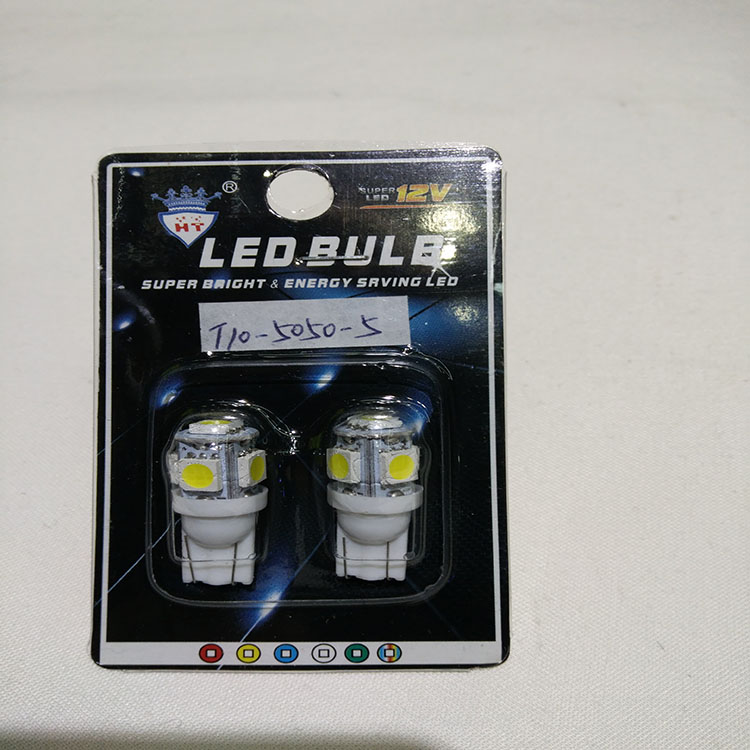 HT ®
SUPER LED 12V
LED BULB
SUPER BRIGHT & ENERGY SAVING LED
T10-5050-5